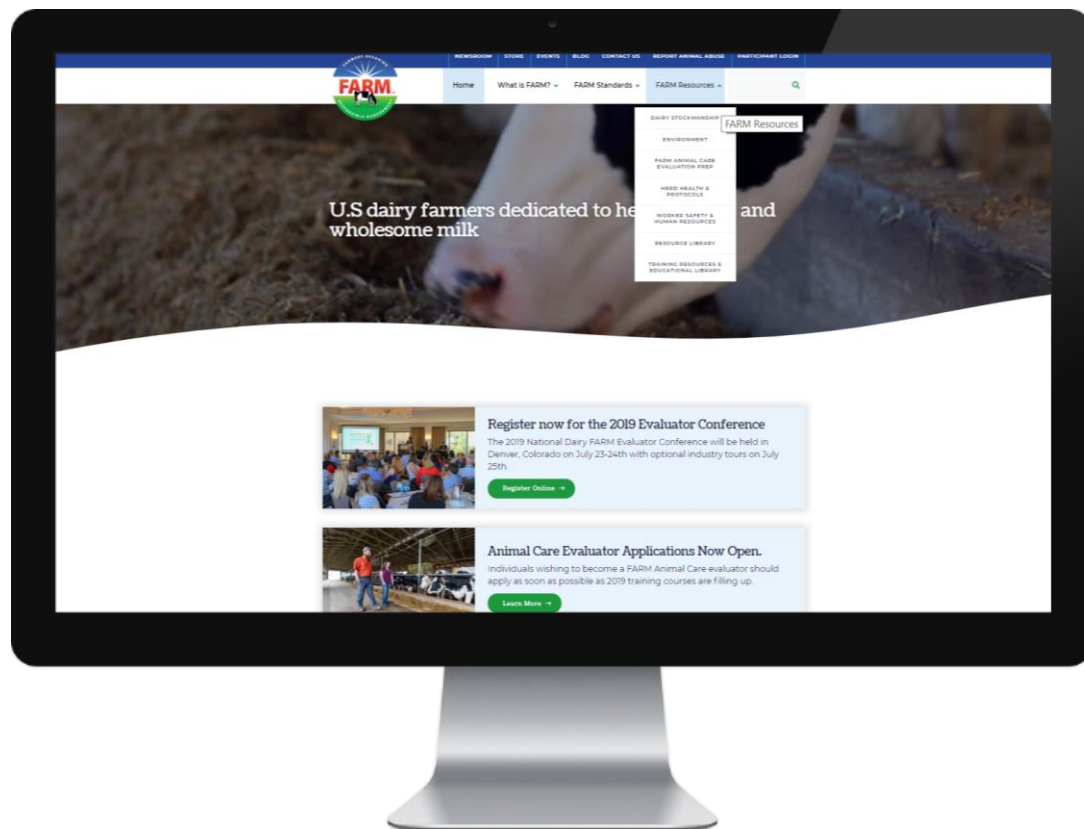 NEWSROOM STORE EVENTS BLOG CONTACT US REPORT ANIMAL ABUSE PARTICIPANT LOGIN
FARM
Home What is FARM? FARM Standards FARM Resources
DAIRY STOCKMANSHIP
FARM Resources
ENVIRONMENT
FARM ANIMAL CARE
EVALUATION PREP
HERD HEALTH &
PROTOCOLS
WORKER SAFETY &
HUMAN RESOURCES
RESOURCE LIBRARY
TRAINING RESOURCES &
EDUCATIONAL LIBRARY
U.S dairy farmers dedicated to he and
wholesome milk
Register now for the 2019 Evaluator Conference
The 2019 National Dairy FARM Evaluator Conference will be held in
Denver, Colorado on July 23-24th with optional industry tours on July
25th.
Register Online →
Animal Care Evaluator Applications Now Open.
Individuals wishing to become a FARM Animal Care evaluator should
apply as soon as possible as 2019 training courses are filling up.
Learn More →